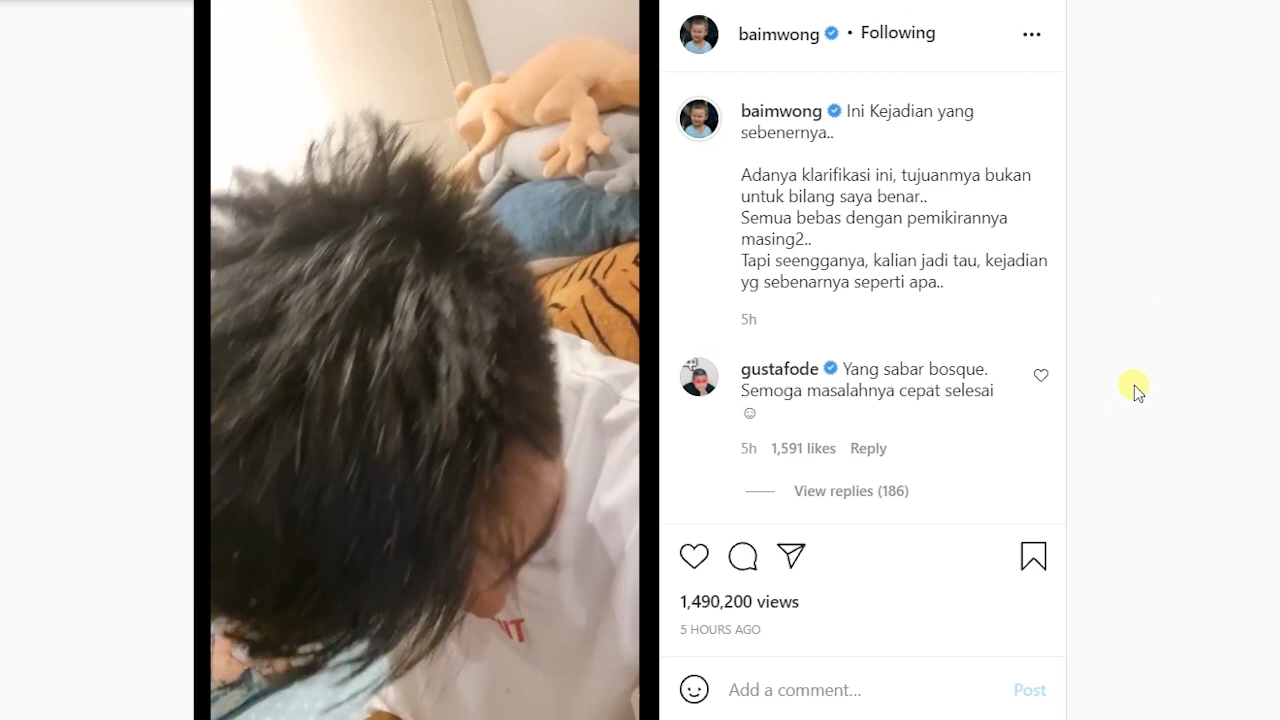 baimwong • Following
baimwong Ini Kejadian yang
sebenernya..
Adanya klarifikasi ini, tujuanmya bukan
untuk bilang saya benar..
Semua bebas dengan pemikirannya
masing2..
Tapi seengganya, kalian jadi tau, kejadian
yg sebenarnya seperti apa..
5h
gustafode Yang sabar bosque.
Semoga masalahnya cepat selesai
☺
5h 1,591 likes Reply
View replies (186)
1,490,200 views
5 HOURS AGO
Add a comment... Post